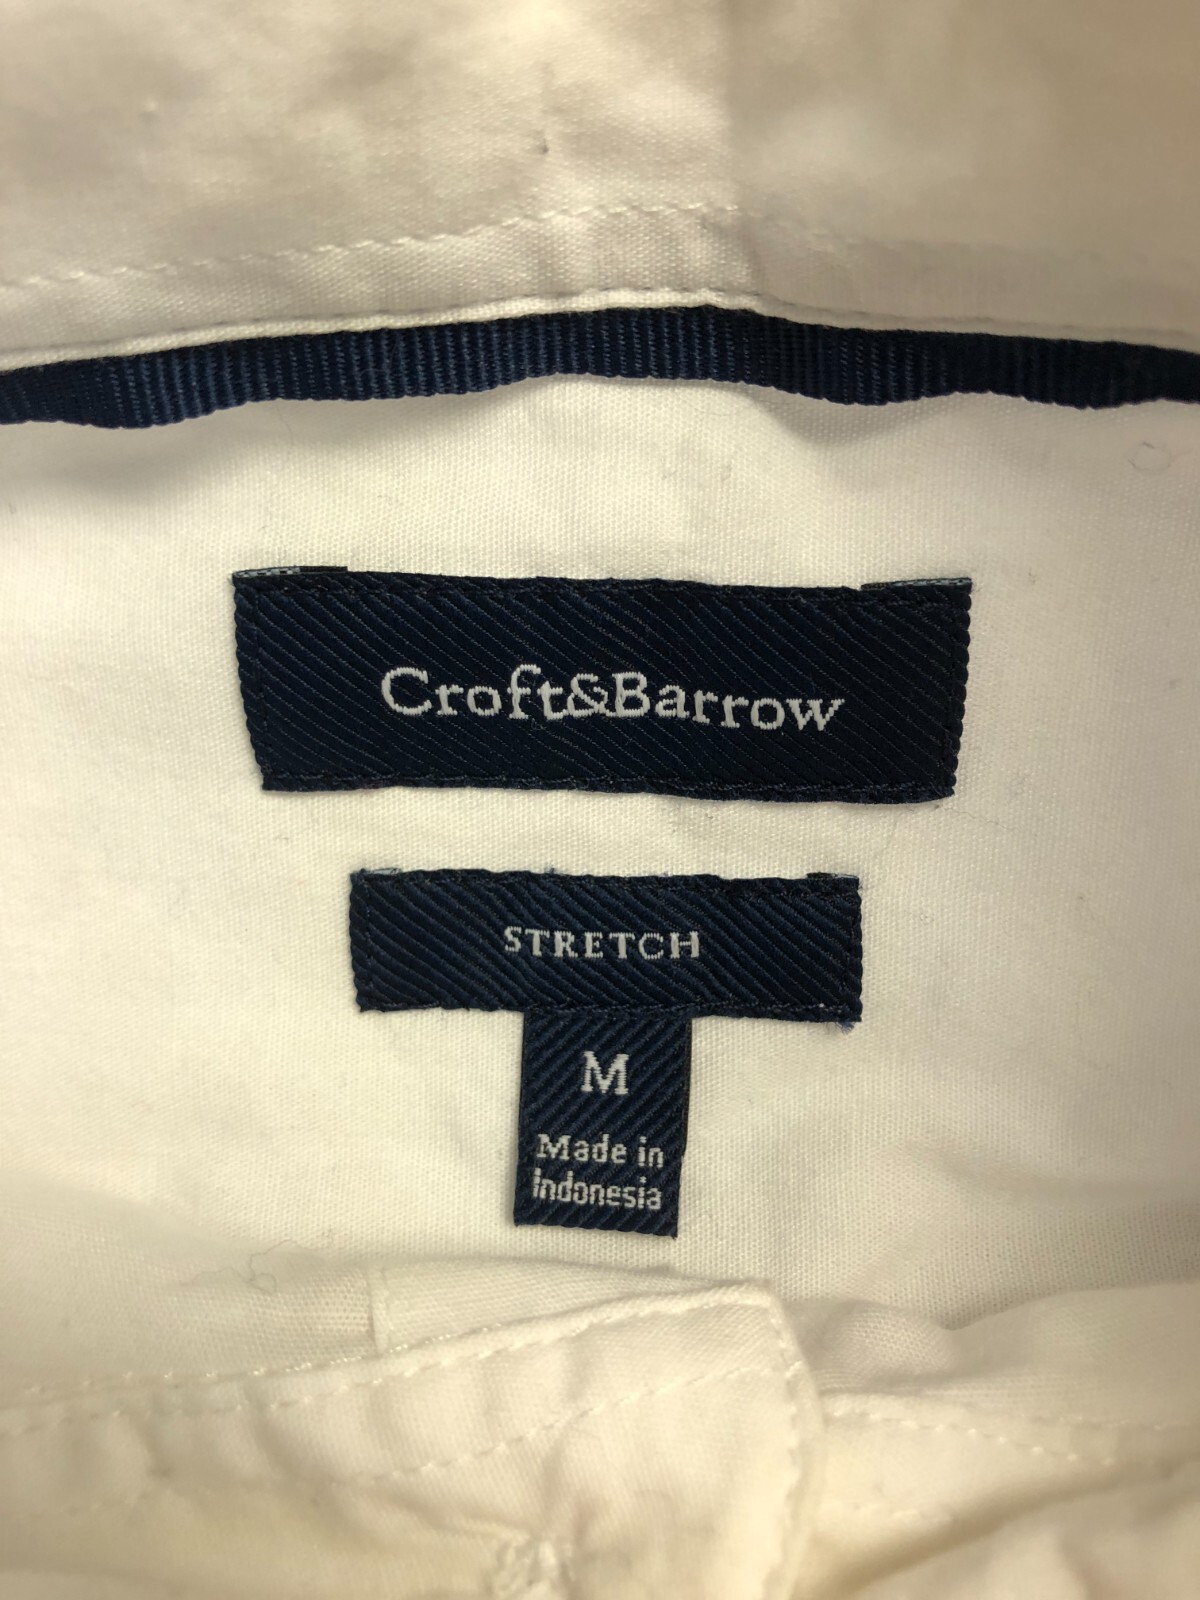 Croft&Barrow
STRETCH
M
Made in
Indonesia